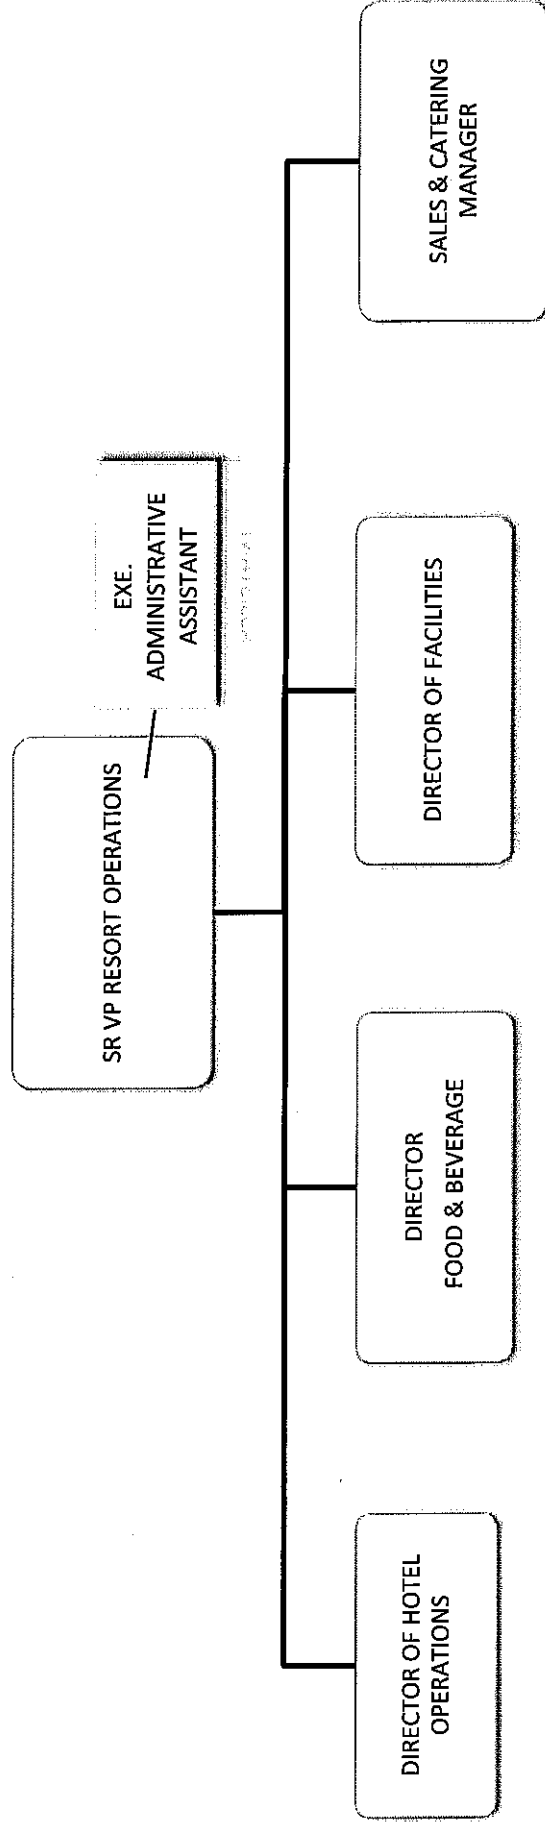 SR VP RESORT OPERATIONS
EXE.
ADMINISTRATIVE
ASSISTANT
DIRECTOR OF HOTEL
OPERATIONS
DIRECTOR
FOOD & BEVERAGE
DIRECTOR OF FACILITIES
SALES & CATERING
MANAGER